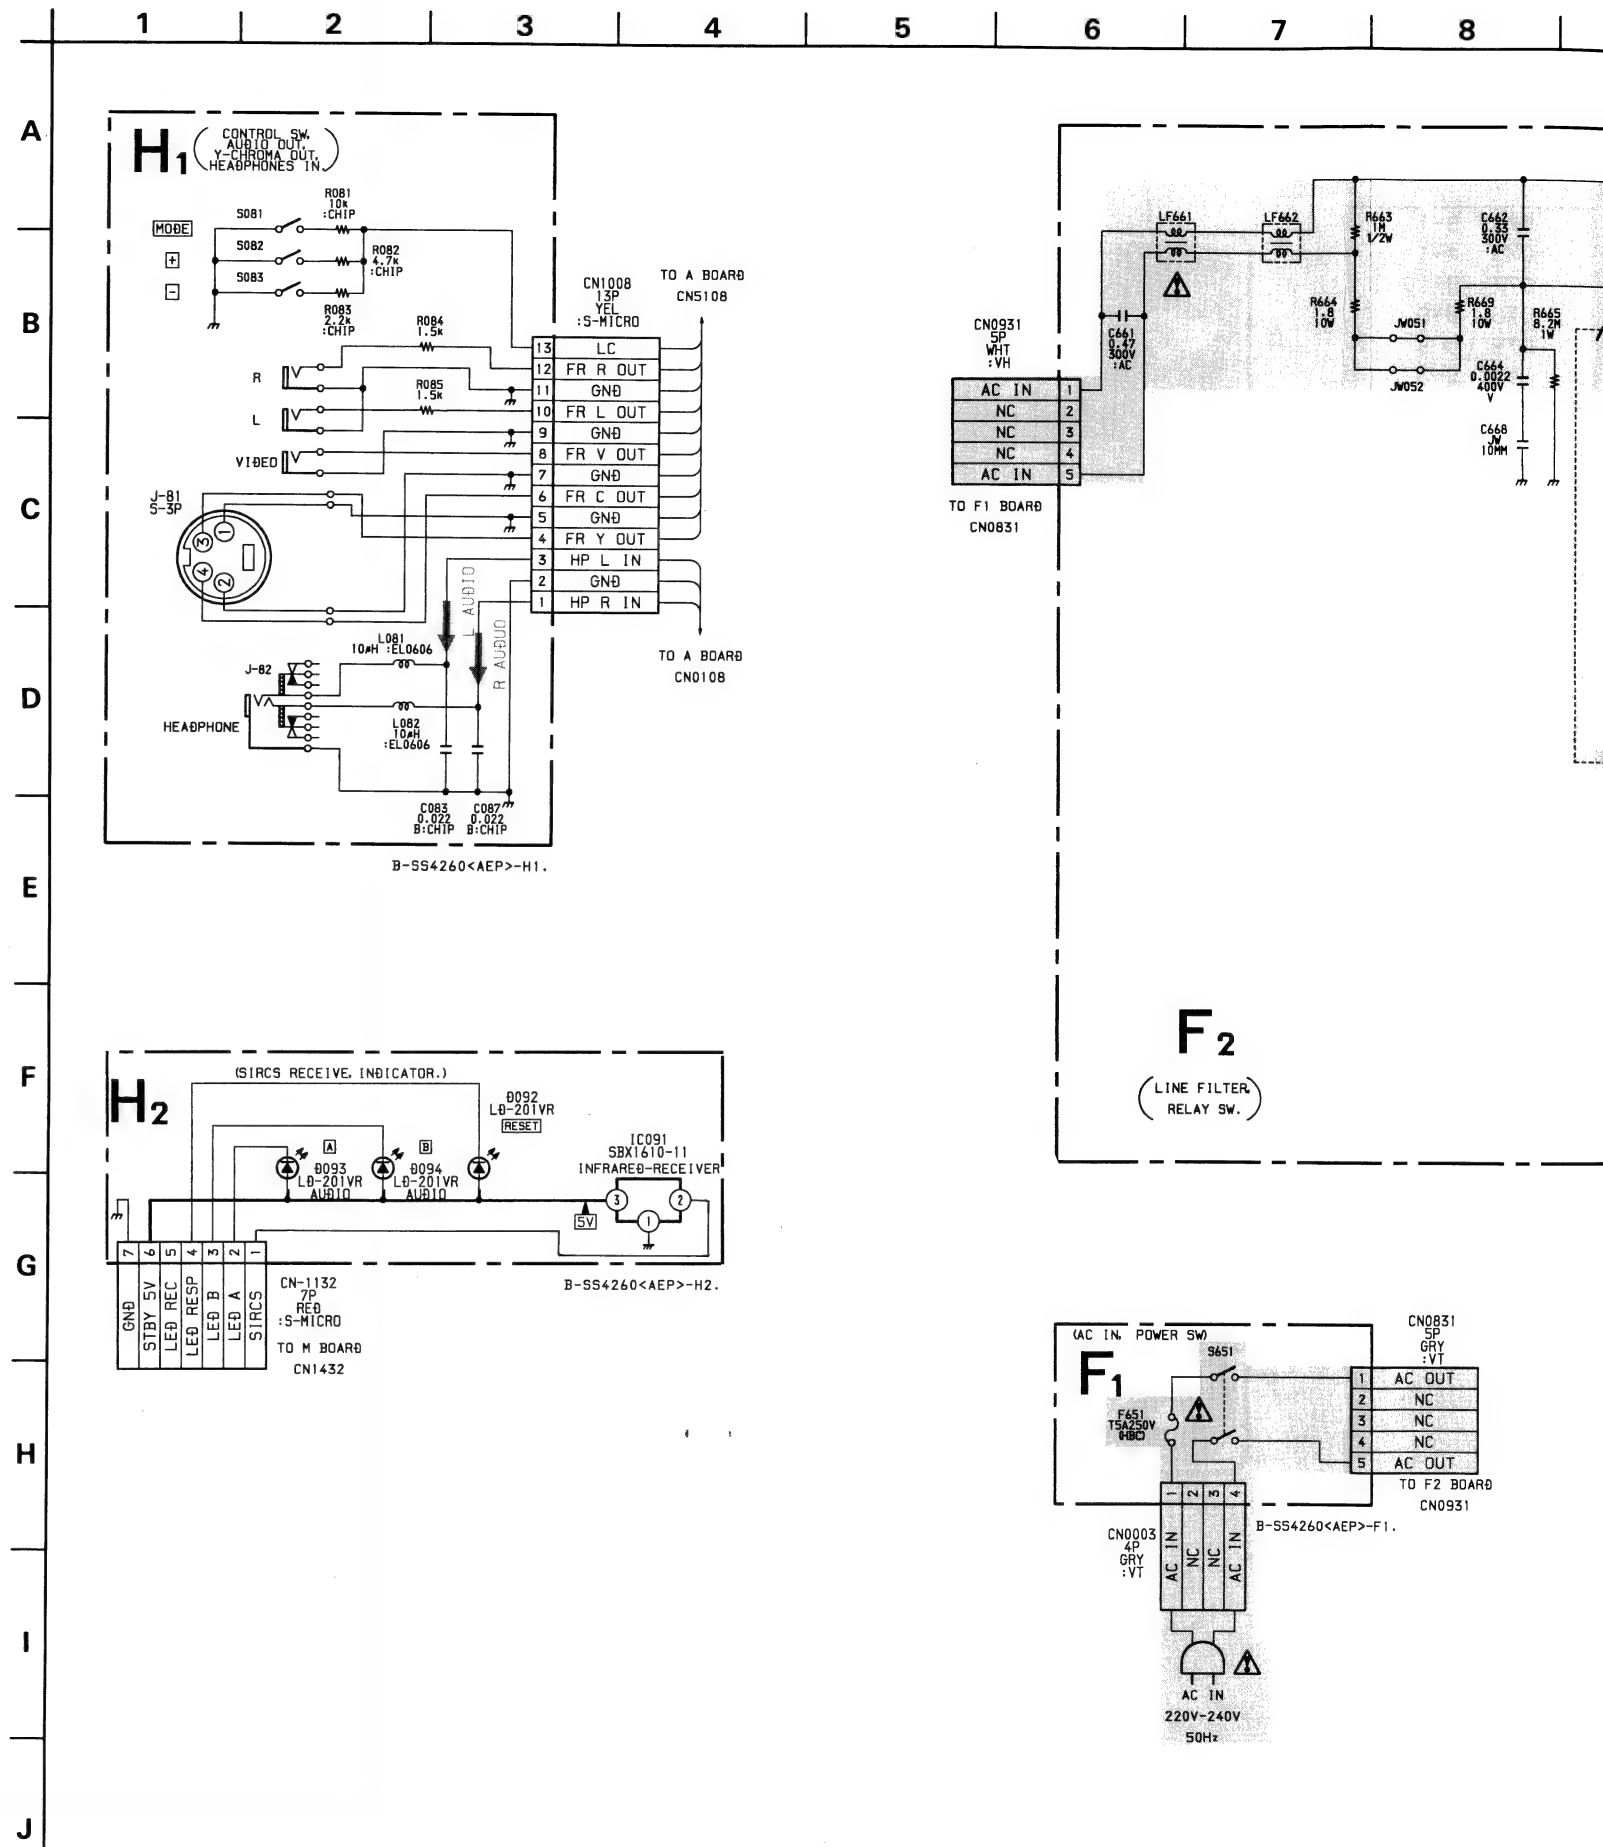 1 2 3 4 5 6 7 8
A
B
C
D
E
F
G
H
I
J
H1
CONTROL SW,
AUDIO OUT,
Y-CHROMA OUT,
HEADPHONES IN.
R081
10k
:CHIP
S081
MODE
S082
+
R082
4.7k
:CHIP
S083
-
R083
2.2k
:CHIP
R084
1.5k
R
R085
1.5k
L
VIDEO
J-81
S-3P
1
3
4
2
CN1008
13P
YEL
:S-MICRO
TO A BOARD
CN5108
13 LC
12 FR R OUT
11 GND
10 FR L OUT
9 GND
8 FR V OUT
7 GND
6 FR C OUT
5 GND
4 FR Y OUT
3 HP L IN
2 GND
1 HP R IN
TO A BOARD
CN0108
L AUDIO
R AUDUO
L081
10μH :EL0606
J-82
HEADPHONE
L082
10μH
:EL0606
C083
0.022
B:CHIP
C087
0.022
B:CHIP
B-SS4260<AEP>-H1.
H2
(SIRCS RECEIVE. INDICATOR.)
D092
LD-201VR
RESET
A
D093
LD-201VR
AUDIO
B
D094
LD-201VR
AUDIO
IC091
SBX1610-11
INFRARED-RECEIVER
3
2
1
5V
7 6 5 4 3 2 1
GND
STBY 5V
LED REC
LED RESP
LED B
LED A
SIRCS
CN-1132
7P
RED
:S-MICRO
TO M BOARD
CN1432
B-SS4260<AEP>-H2.
LF661
LF662
R663
1M
1/2W
C662
0.33
300V
:AC
C661
0.47
300V
:AC
R664
1.8
10W
JW051
JW052
R669
1.8
10W
R665
8.2M
1W
C664
0.0022
400V
V
C668
JW
10MM
CN0931
5P
WHT
:VH
AC IN 1
NC 2
NC 3
NC 4
AC IN 5
TO F1 BOARD
CN0831
F2
(LINE FILTER,
RELAY SW.)
(AC IN, POWER SW)
F1
S651
F651
T5A250V
(HBC)
CN0831
5P
GRY
:VT
1 AC OUT
2 NC
3 NC
4 NC
5 AC OUT
TO F2 BOARD
CN0931
1 2 3 4
AC IN
NC
NC
AC IN
CN0003
4P
GRY
:VT
B-SS4260<AEP>-F1.
AC IN
220V-240V
50Hz